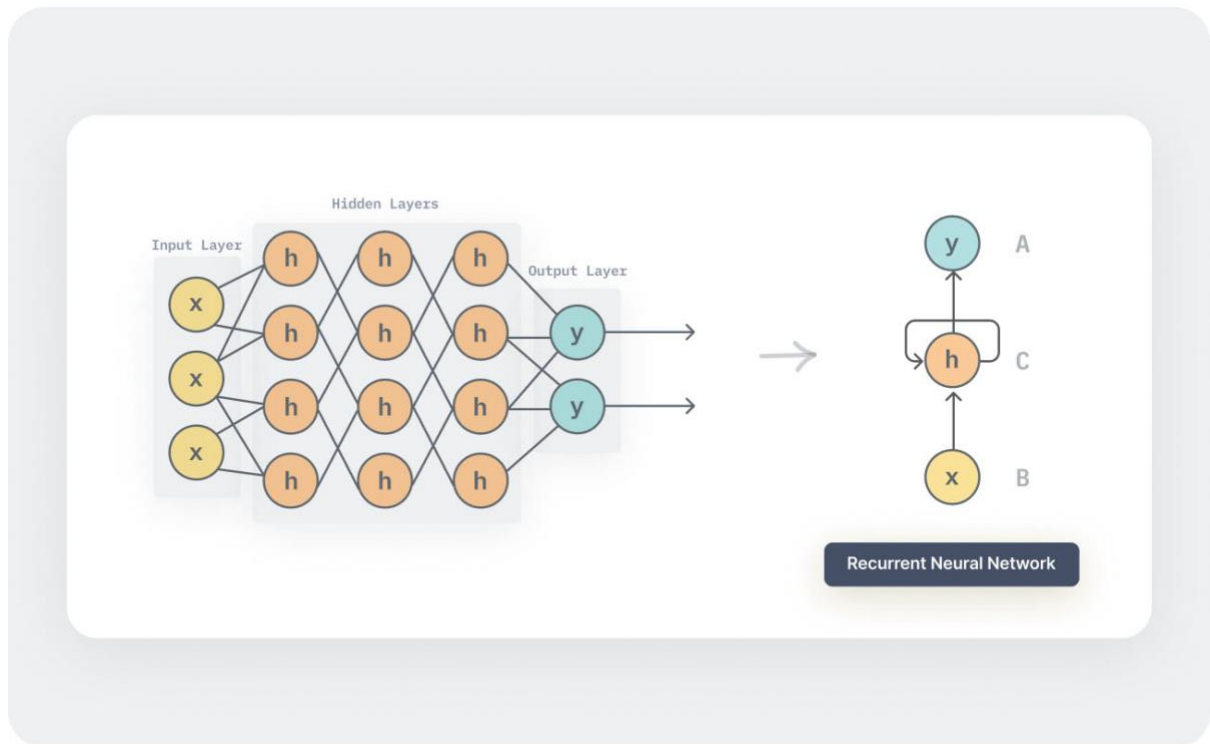 Hidden Layers
Input Layer
Output Layer
x
x
x
h
h
h
h
h
h
h
h
h
h
h
h
y
y
y
A
h
C
x
B
Recurrent Neural Network